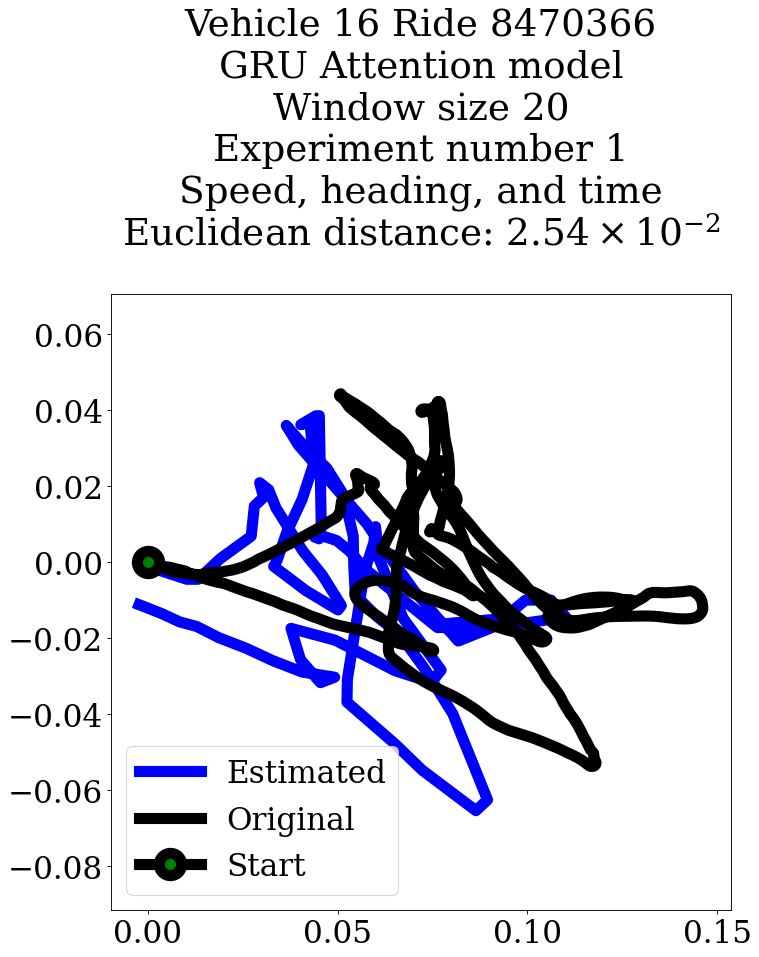 Vehicle 16 Ride 8470366
GRU Attention model
Window size 20
Experiment number 1
Speed, heading, and time
Euclidean distance: 2.54 × 10⁻²
0.06
0.04
0.02
0.00
−0.02
−0.04
−0.06
−0.08
Estimated
Original
Start
0.00 0.05 0.10 0.15